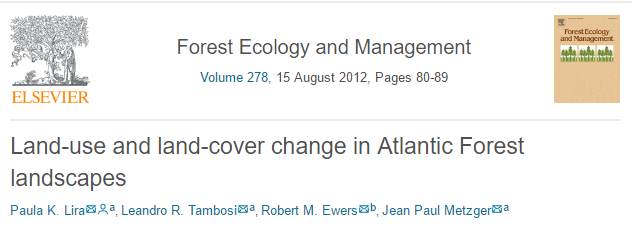 Forest Ecology and Management
Volume 278, 15 August 2012, Pages 80-89
ELSEVIER
Forest Ecology
and Management
Land-use and land-cover change in Atlantic Forest
landscapes
Paula K. Lira a, Leandro R. Tambosi a, Robert M. Ewers b, Jean Paul Metzger a